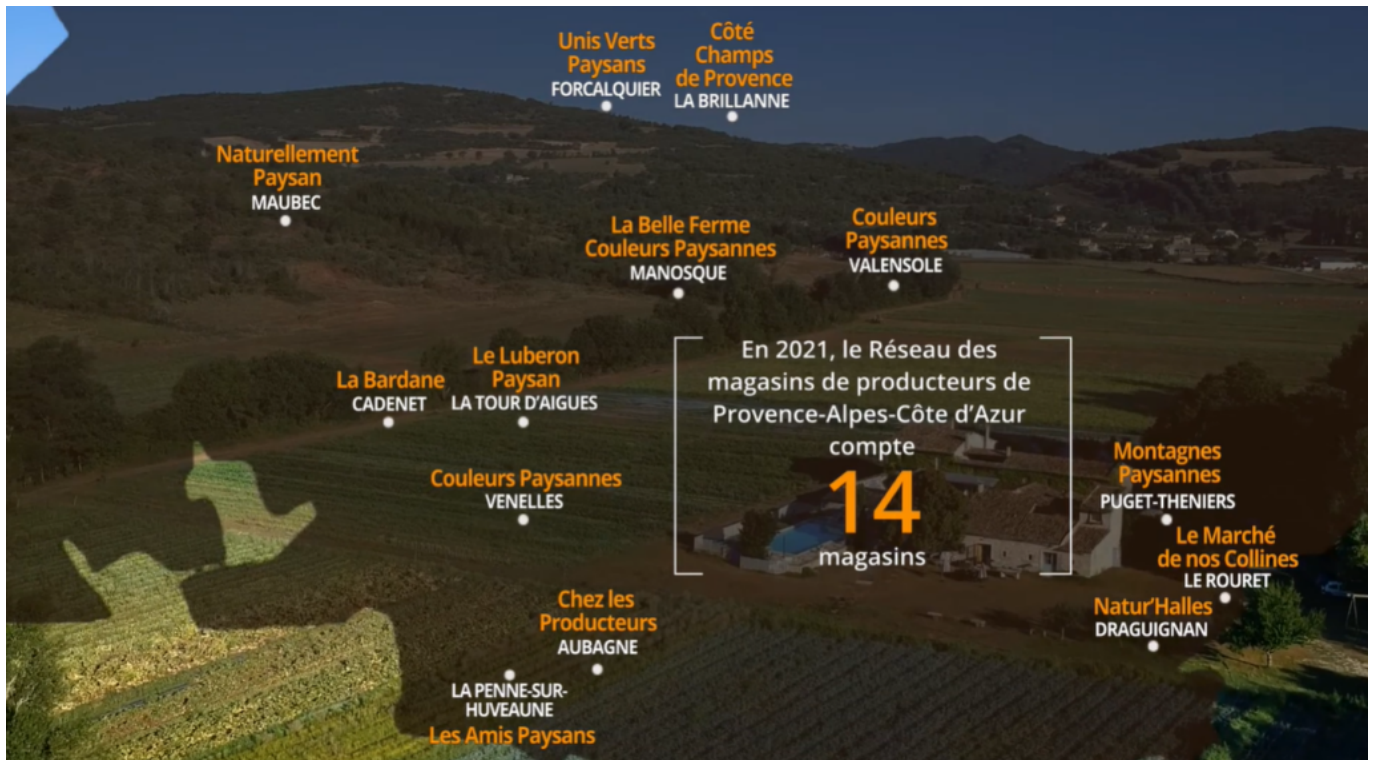 Unis Verts
Paysans
FORCALQUIER
Côté
Champs
de Provence
LA BRILLANNE
Naturellement
Paysan
MAUBEC
La Belle Ferme
Couleurs Paysannes
MANOSQUE
Couleurs
Paysannes
VALENSOLE
La Bardane
CADENET
Le Luberon
Paysan
LA TOUR D'AIGUES
En 2021, le Réseau des
magasins de producteurs de
Provence-Alpes-Côte d'Azur
compte
14
magasins
Couleurs Paysannes
VENELLES
Montagnes
Paysannes
PUGET-THENIERS
Le Marché
de nos Collines
LE ROURET
Natur'Halles
DRAGUIGNAN
Chez les
Producteurs
AUBAGNE
LA PENNE-SUR-
HUVEAUNE
Les Amis Paysans